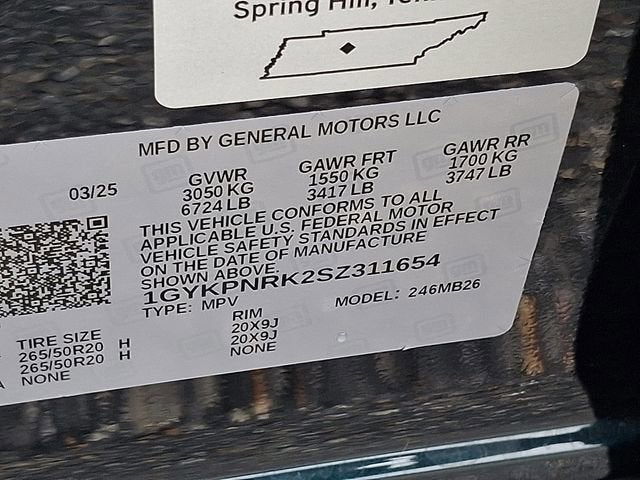 Spring Hill,
MFD BY GENERAL MOTORS LLC
03/25 GVWR GAWR FRT GAWR RR
3050 KG 1550 KG 1700 KG
6724 LB 3417 LB 3747 LB
THIS VEHICLE CONFORMS TO ALL
APPLICABLE U.S. FEDERAL MOTOR
VEHICLE SAFETY STANDARDS IN EFFECT
ON THE DATE OF MANUFACTURE
SHOWN ABOVE.
1GYKPNRK2SZ311654
TYPE: MPV MODEL: 246MB26
TIRE SIZE RIM
265/50R20 H 20X9J
265/50R20 H 20X9J
NONE NONE